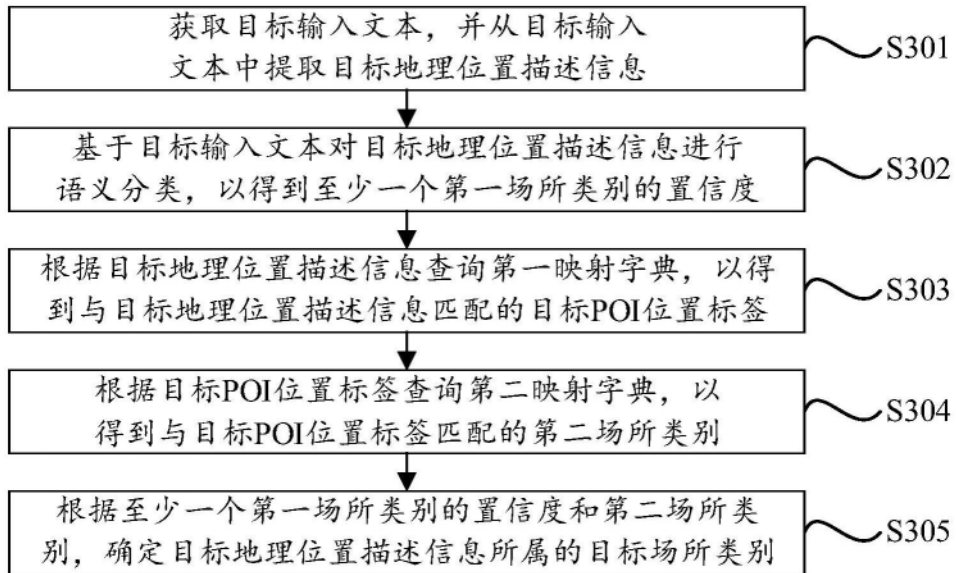 获取目标输入文本，并从目标输入
文本中提取目标地理位置描述信息
S301
基于目标输入文本对目标地理位置描述信息进行
语义分类，以得到至少一个第一场所类别的置信度
S302
根据目标地理位置描述信息查询第一映射字典，以得
到与目标地理位置描述信息匹配的目标POI位置标签
S303
根据目标POI位置标签查询第二映射字典，以
得到与目标POI位置标签匹配的第二场所类别
S304
根据至少一个第一场所类别的置信度和第二场所类
别，确定目标地理位置描述信息所属的目标场所类别
S305